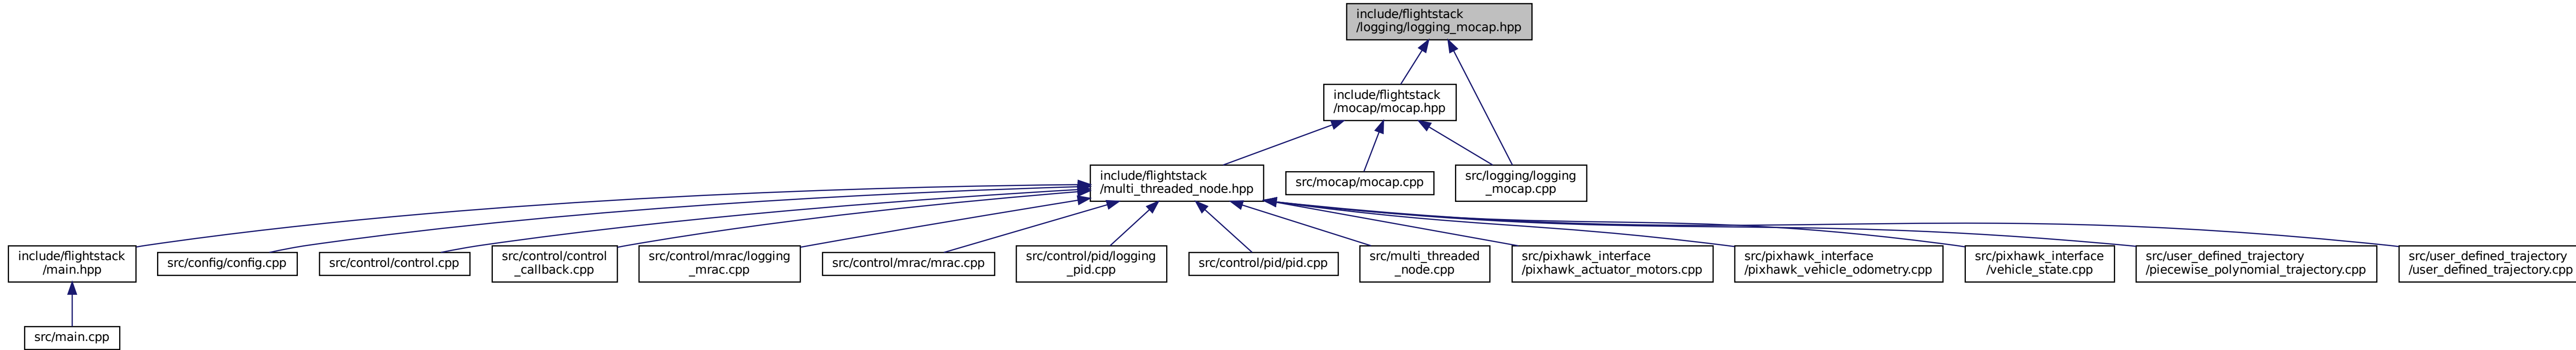 include/flightstack
/logging/logging_mocap.hpp
include/flightstack
/mocap/mocap.hpp
include/flightstack
/multi_threaded_node.hpp
src/mocap/mocap.cpp
src/logging/logging
_mocap.cpp
include/flightstack
/main.hpp
src/config/config.cpp
src/control/control.cpp
src/control/control
_callback.cpp
src/control/mrac/logging
_mrac.cpp
src/control/mrac/mrac.cpp
src/control/pid/logging
_pid.cpp
src/control/pid/pid.cpp
src/multi_threaded
_node.cpp
src/pixhawk_interface
/pixhawk_actuator_motors.cpp
src/pixhawk_interface
/pixhawk_vehicle_odometry.cpp
src/pixhawk_interface
/vehicle_state.cpp
src/user_defined_trajectory
/piecewise_polynomial_trajectory.cpp
src/user_defined_trajectory
/user_defined_trajectory.cpp
src/main.cpp